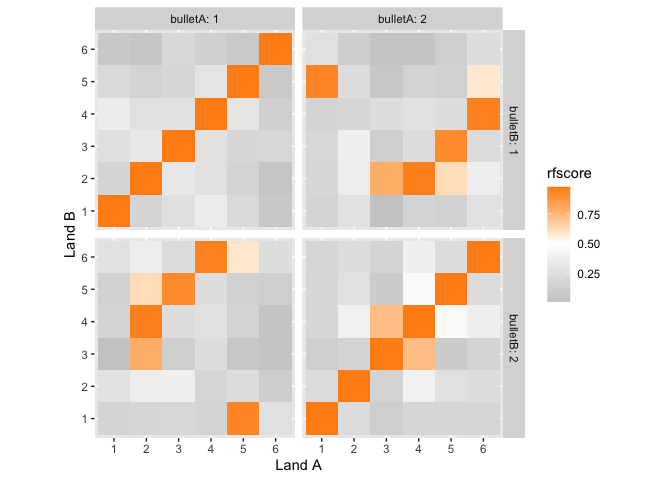 bulletA: 1
bulletA: 2
6
5
4
3
2
1
bulletB: 1
6
5
4
3
2
1
bulletB: 2
Land B
1 2 3 4 5 6
1 2 3 4 5 6
Land A
rfscore
0.75
0.50
0.25